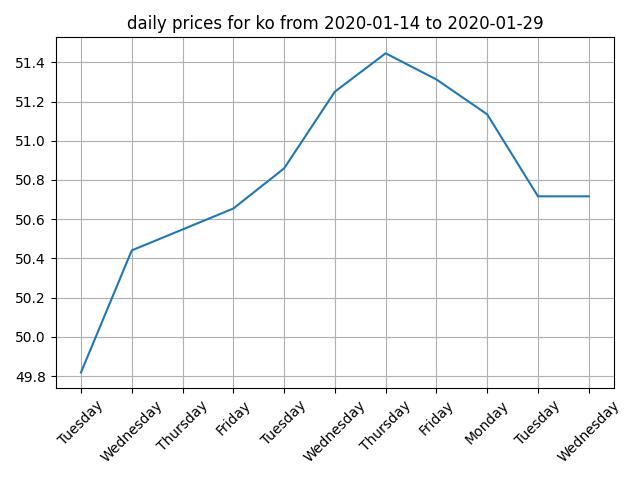 daily prices for ko from 2020-01-14 to 2020-01-29
51.4
51.2
51.0
50.8
50.6
50.4
50.2
50.0
49.8
Tuesday
Wednesday
Thursday
Friday
Tuesday
Wednesday
Thursday
Friday
Monday
Tuesday
Wednesday